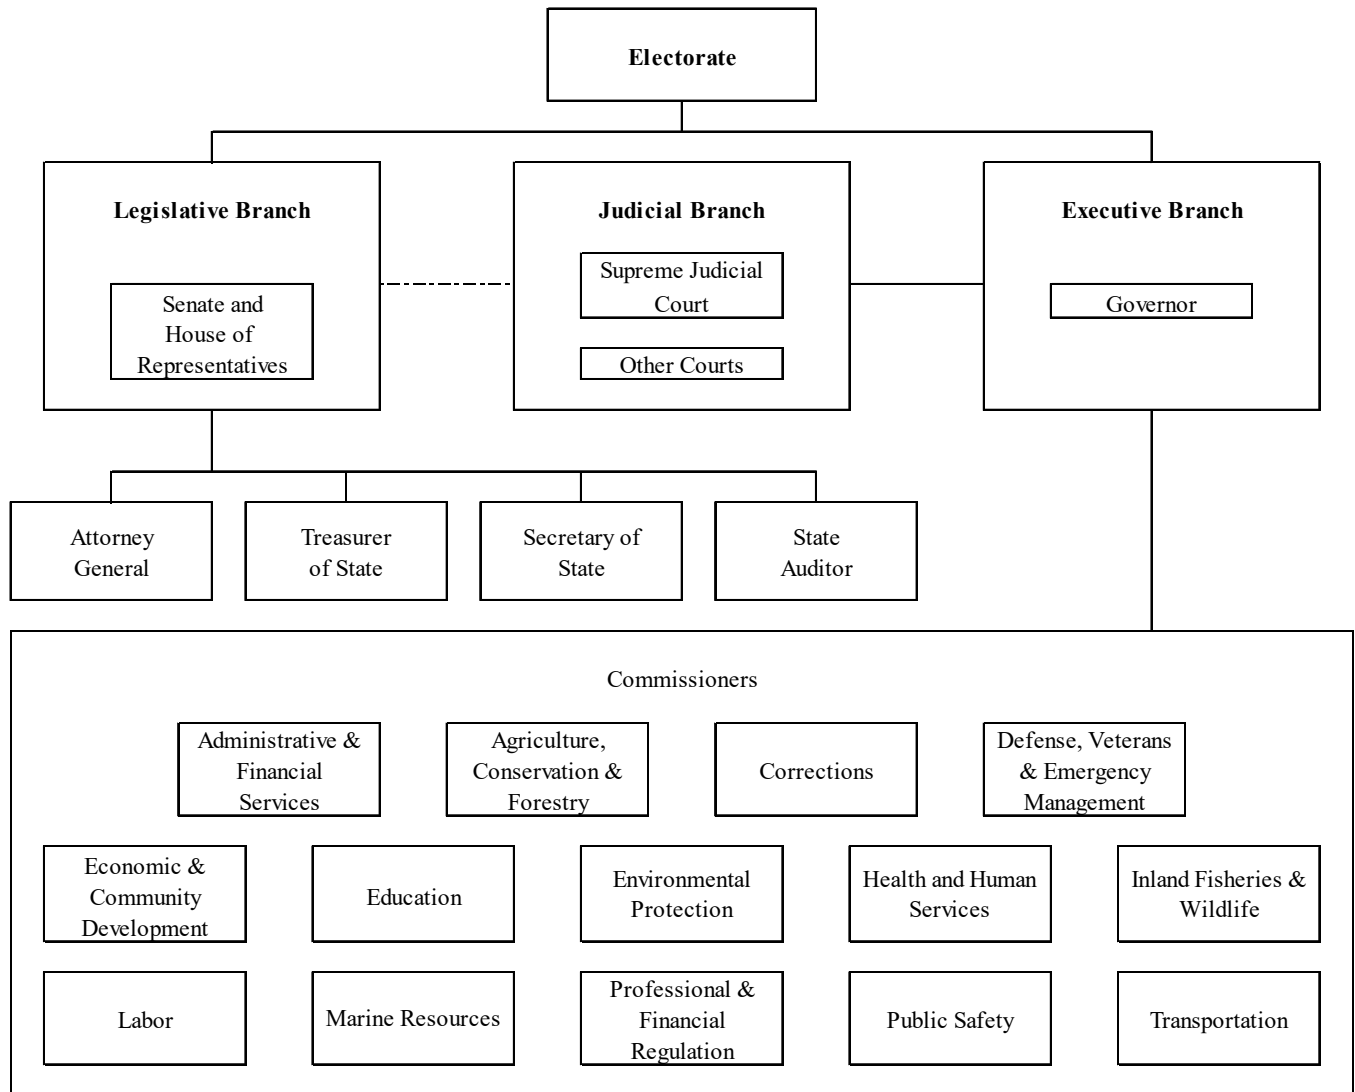 Electorate
Legislative Branch
Senate and
House of
Representatives
Judicial Branch
Supreme Judicial
Court
Other Courts
Executive Branch
Governor
Attorney
General
Treasurer
of State
Secretary of
State
State
Auditor
Commissioners
Administrative &
Financial
Services
Agriculture,
Conservation &
Forestry
Corrections
Defense, Veterans
& Emergency
Management
Economic &
Community
Development
Education
Environmental
Protection
Health and Human
Services
Inland Fisheries &
Wildlife
Labor
Marine Resources
Professional &
Financial
Regulation
Public Safety
Transportation